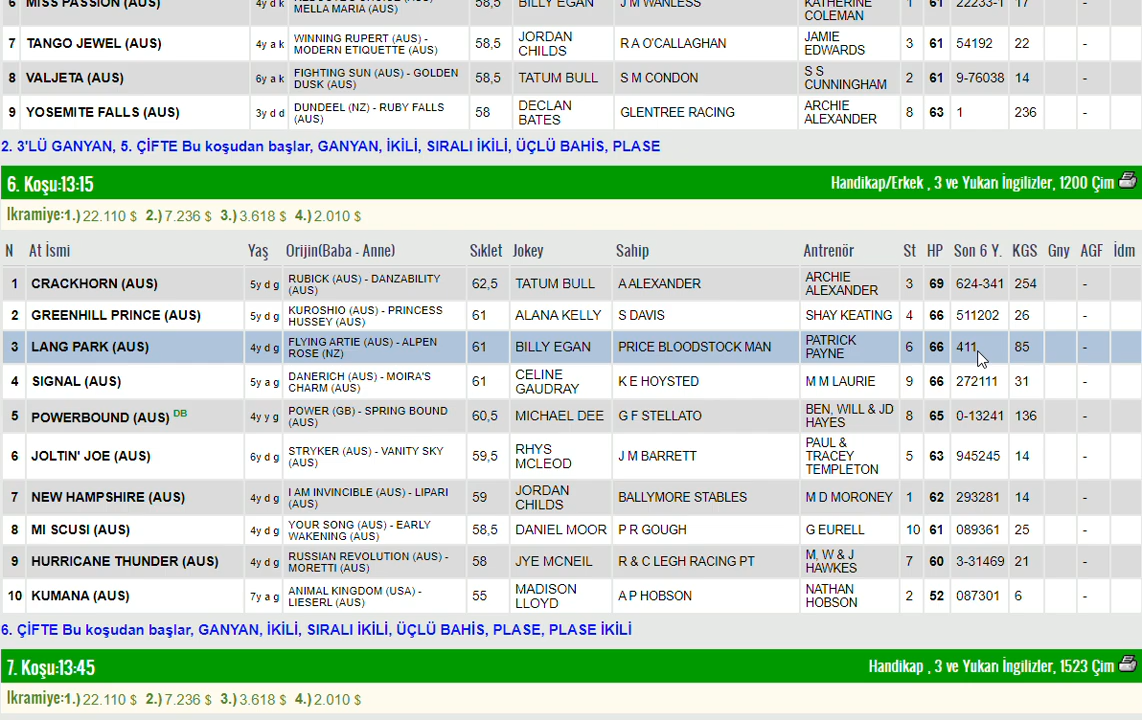 6 MISS PASSION (AUS) 4y d k MELLA MARIA (AUS) 58,5 BILLY EGAN J M WANLESS KATHERINE COLEMAN 1 61 22233-1 17 -
7 TANGO JEWEL (AUS) 4y a k WINNING RUPERT (AUS) - MODERN ETIQUETTE (AUS) 58,5 JORDAN CHILDS R A O'CALLAGHAN JAMIE EDWARDS 3 61 54192 22 -
8 VALJETA (AUS) 6y a k FIGHTING SUN (AUS) - GOLDEN DUSK (AUS) 58,5 TATUM BULL S M CONDON S S CUNNINGHAM 2 61 9-76038 14 -
9 YOSEMITE FALLS (AUS) 3y d d DUNDEEL (NZ) - RUBY FALLS (AUS) 58 DECLAN BATES GLENTREE RACING ARCHIE ALEXANDER 8 63 1 236 -
2. 3'LÜ GANYAN, 5. ÇİFTE Bu koşudan başlar, GANYAN, İKİLİ, SIRALI İKİLİ, ÜÇLÜ BAHİS, PLASE
6. Koşu:13:15 Handikap/Erkek , 3 ve Yukarı İngilizler, 1200 Çim
Ikramiye:1.) 22.110 $ 2.) 7.236 $ 3.) 3.618 $ 4.) 2.010 $
N At İsmi Yaş Orijin(Baba - Anne) Sıklet Jokey Sahip Antrenör St HP Son 6 Y. KGS Gny AGF İdm
1 CRACKHORN (AUS) 5y d g RUBICK (AUS) - DANZABILITY (AUS) 62,5 TATUM BULL A ALEXANDER ARCHIE ALEXANDER 3 69 624-341 254 -
2 GREENHILL PRINCE (AUS) 5y d g KUROSHIO (AUS) - PRINCESS HUSSEY (AUS) 61 ALANA KELLY S DAVIS SHAY KEATING 4 66 511202 26 -
3 LANG PARK (AUS) 4y d g FLYING ARTIE (AUS) - ALPEN ROSE (NZ) 61 BILLY EGAN PRICE BLOODSTOCK MAN PATRICK PAYNE 6 66 411 85 -
4 SIGNAL (AUS) 5y a g DANERICH (AUS) - MOIRA'S CHARM (AUS) 61 CELINE GAUDRAY K E HOYSTED M M LAURIE 9 66 272111 31 -
5 POWERBOUND (AUS) DB 4y y g POWER (GB) - SPRING BOUND (AUS) 60,5 MICHAEL DEE G F STELLATO BEN, WILL & JD HAYES 8 65 0-13241 136 -
6 JOLTIN' JOE (AUS) 6y d g STRYKER (AUS) - VANITY SKY (AUS) 59,5 RHYS MCLEOD J M BARRETT PAUL & TRACEY TEMPLETON 5 63 945245 14 -
7 NEW HAMPSHIRE (AUS) 4y d g I AM INVINCIBLE (AUS) - LIPARI (AUS) 59 JORDAN CHILDS BALLYMORE STABLES M D MORONEY 1 62 293281 14 -
8 MI SCUSI (AUS) 4y d g YOUR SONG (AUS) - EARLY WAKENING (AUS) 58,5 DANIEL MOOR P R GOUGH G EURELL 10 61 089361 25 -
9 HURRICANE THUNDER (AUS) 4y d g RUSSIAN REVOLUTION (AUS) - MORETTI (AUS) 58 JYE MCNEIL R & C LEGH RACING PT M, W & J HAWKES 7 60 3-31469 21 -
10 KUMANA (AUS) 7y a g ANIMAL KINGDOM (USA) - LIESERL (AUS) 55 MADISON LLOYD A P HOBSON NATHAN HOBSON 2 52 087301 6 -
6. ÇİFTE Bu koşudan başlar, GANYAN, İKİLİ, SIRALI İKİLİ, ÜÇLÜ BAHİS, PLASE, PLASE İKİLİ
7. Koşu:13:45 Handikap , 3 ve Yukarı İngilizler, 1523 Çim
Ikramiye:1.) 22.110 $ 2.) 7.236 $ 3.) 3.618 $ 4.) 2.010 $